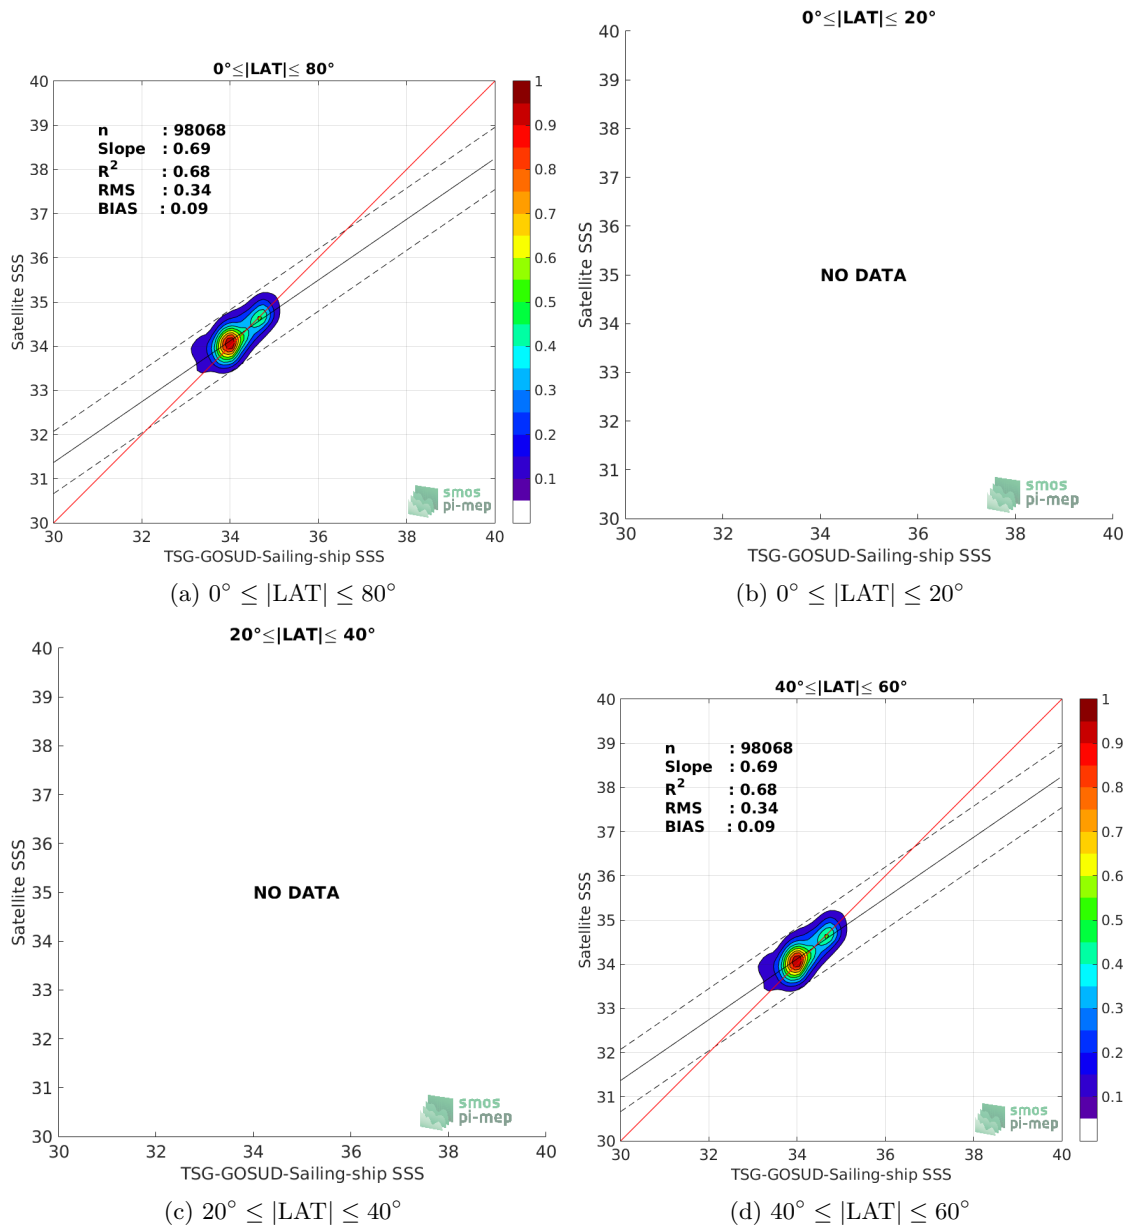 0°≤|LAT|≤ 80°
40
39
38
37
36
35
34
33
32
31
30
30 32 34 36 38 40
Satellite SSS
TSG-GOSUD-Sailing-ship SSS
n : 98068
Slope : 0.69
R² : 0.68
RMS : 0.34
BIAS : 0.09
smos
pi-mep
1
0.9
0.8
0.7
0.6
0.5
0.4
0.3
0.2
0.1
(a) 0° ≤ |LAT| ≤ 80°
0°≤|LAT|≤ 20°
40
39
38
37
36
35
34
33
32
31
30
30 32 34 36 38 40
Satellite SSS
TSG-GOSUD-Sailing-ship SSS
NO DATA
smos
pi-mep
(b) 0° ≤ |LAT| ≤ 20°
20°≤|LAT|≤ 40°
40
39
38
37
36
35
34
33
32
31
30
30 32 34 36 38 40
Satellite SSS
TSG-GOSUD-Sailing-ship SSS
NO DATA
smos
pi-mep
(c) 20° ≤ |LAT| ≤ 40°
40°≤|LAT|≤ 60°
40
39
38
37
36
35
34
33
32
31
30
30 32 34 36 38 40
Satellite SSS
TSG-GOSUD-Sailing-ship SSS
n : 98068
Slope : 0.69
R² : 0.68
RMS : 0.34
BIAS : 0.09
smos
pi-mep
1
0.9
0.8
0.7
0.6
0.5
0.4
0.3
0.2
0.1
(d) 40° ≤ |LAT| ≤ 60°